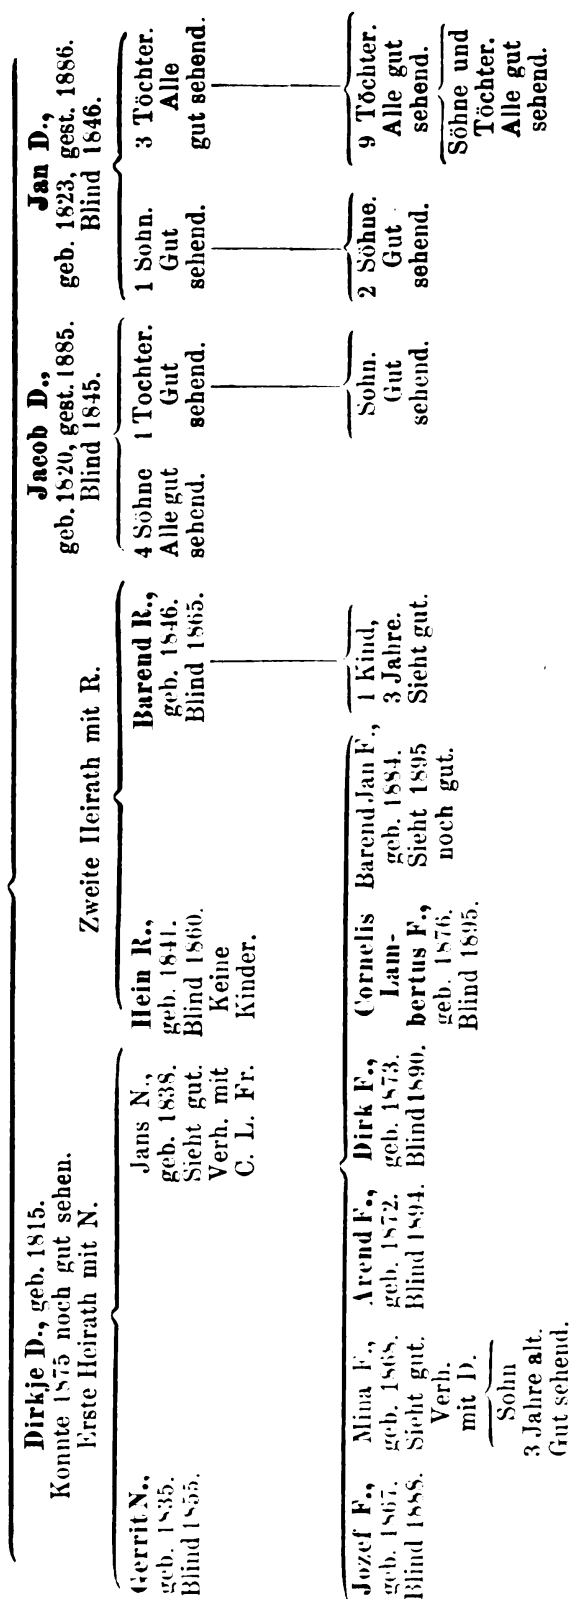 Dirkje D., geb. 1815.
Konnte 1875 noch gut sehen.
Erste Heirath mit N.
Zweite Heirath mit R.
Jacob D.,
geb. 1820, gest. 1885.
Blind 1845.
Jan D.,
geb. 1823, gest. 1886.
Blind 1846.
Gerrit N.,
geb. 1835.
Blind 1855.
Jans N.,
geb. 1838.
Sieht gut.
Verh. mit
C. L. Fr.
Hein R.,
geb. 1841.
Blind 1860.
Keine
Kinder.
Barend R.,
geb. 1846.
Blind 1865.
4 Söhne
Alle gut
sehend.
1 Tochter.
Gut
sehend.
1 Sohn.
Gut
sehend.
3 Töchter.
Alle
gut sehend.
Jozef F.,
geb. 1867.
Blind 1888.
Mina F.,
geb. 1868.
Sieht gut.
Verh.
mit D.
Sohn
3 Jahre alt.
Gut sehend.
Arend F.,
geb. 1872.
Blind 1894.
Dirk F.,
geb. 1873.
Blind 1890.
Cornelis
Lam-
bertus F.,
geb. 1876.
Blind 1895.
Barend Jan F.,
geb. 1884.
Sieht 1895
noch gut.
1 Kind,
3 Jahre.
Sieht gut.
Sohn.
Gut
sehend.
2 Söhne.
Gut
sehend.
9 Töchter.
Alle gut
sehend.
Söhne und
Töchter.
Alle gut
sehend.